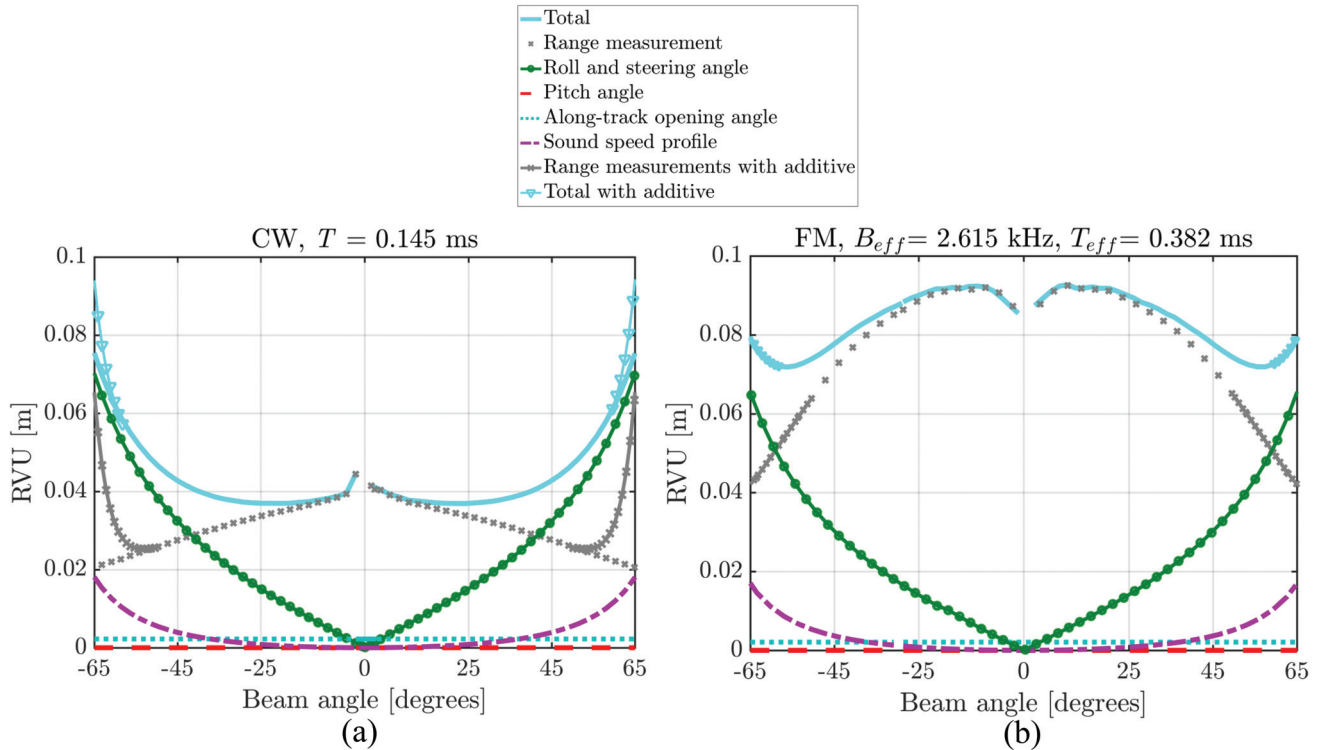 Total
Range measurement
Roll and steering angle
Pitch angle
Along-track opening angle
Sound speed profile
Range measurements with additive
Total with additive
CW, T = 0.145 ms
0.1
0.08
0.06
0.04
0.02
0
RVU [m]
-65 -45 -25 0 25 45 65
Beam angle [degrees]
(a)
FM, B_eff= 2.615 kHz, T_eff= 0.382 ms
0.1
0.08
0.06
0.04
0.02
0
RVU [m]
-65 -45 -25 0 25 45 65
Beam angle [degrees]
(b)